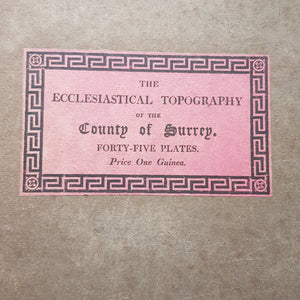 THE
ECCLESIASTICAL TOPOGRAPHY
OF THE
County of Surrey.
FORTY-FIVE PLATES.
Price One Guinea.